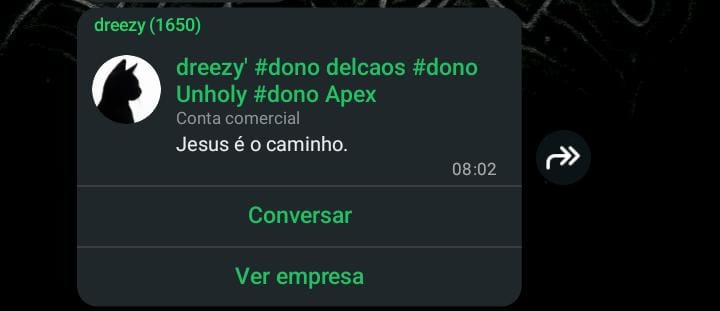 dreezy (1650)
dreezy' #dono delcaos #dono
Unholy #dono Apex
Conta comercial
Jesus é o caminho.
08:02
Conversar
Ver empresa